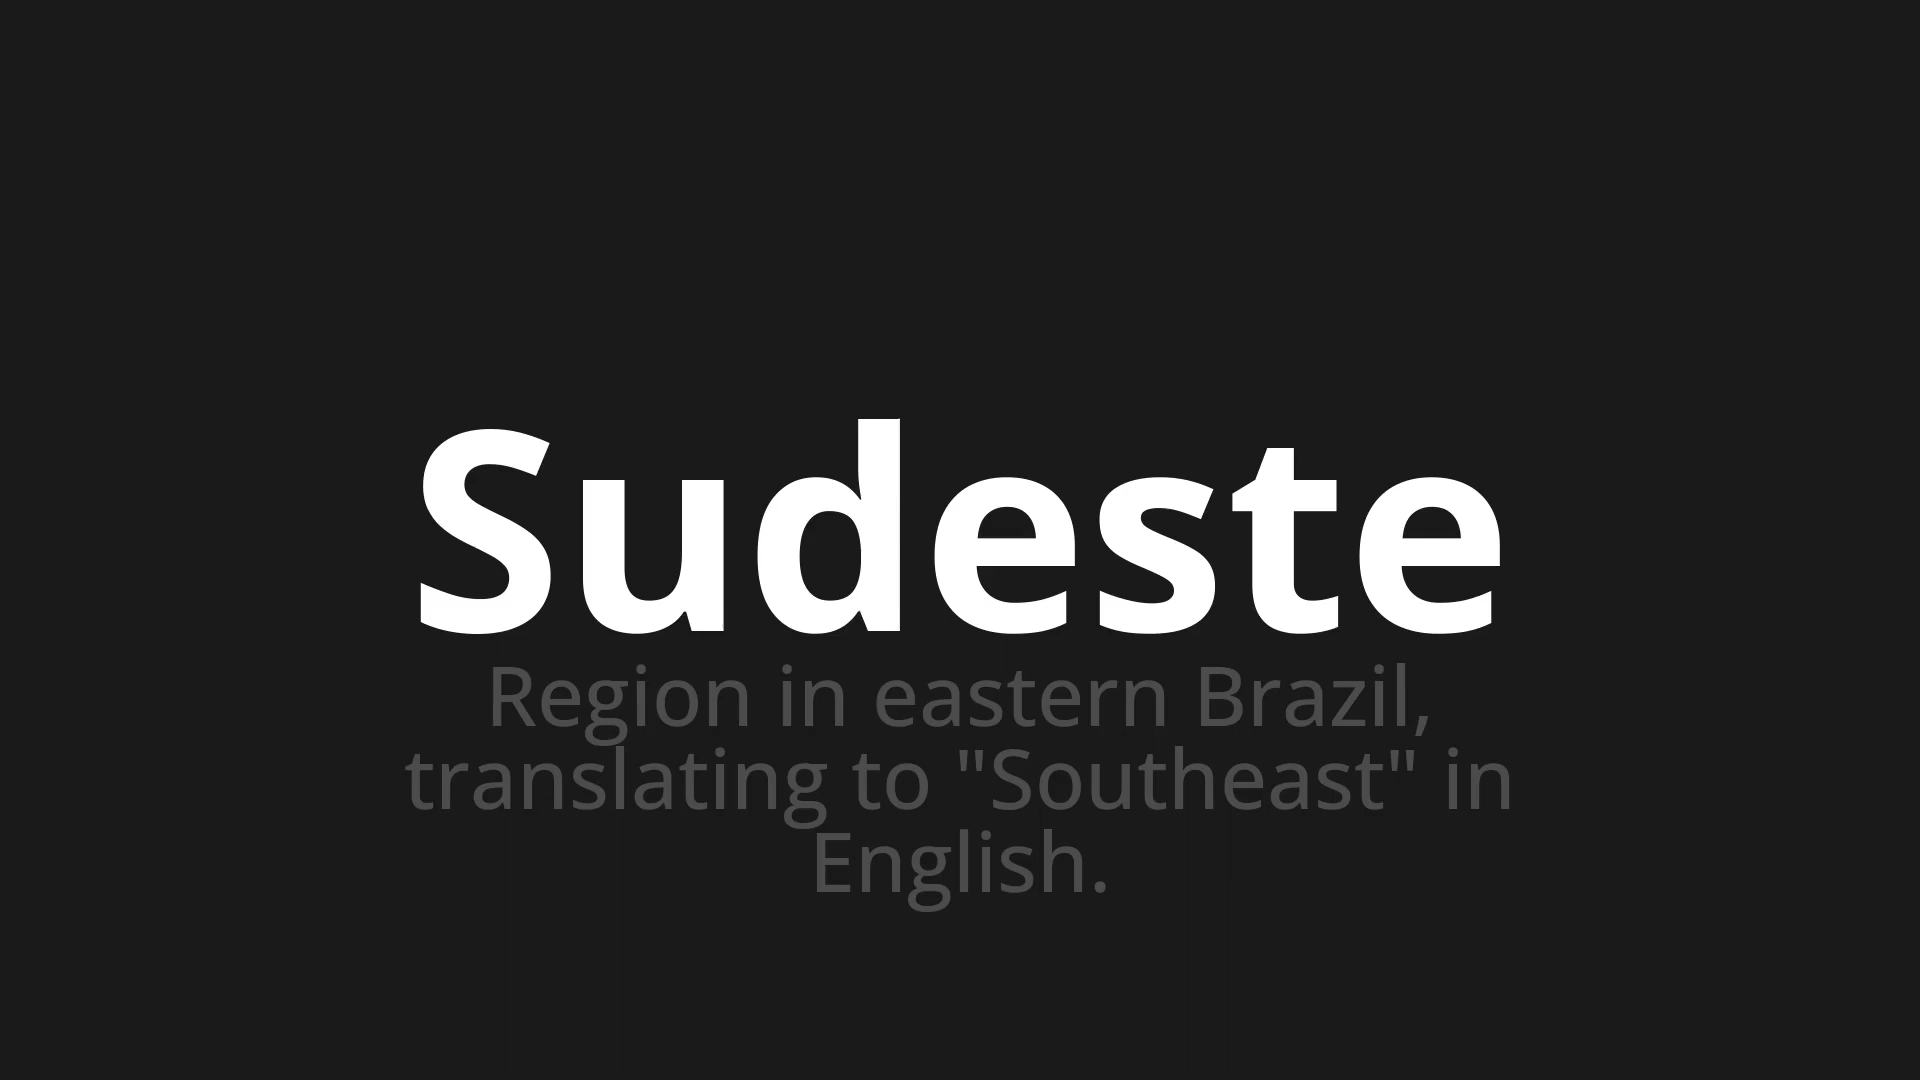 Sudeste
Region in eastern Brazil,
translating to "Southeast" in
English.